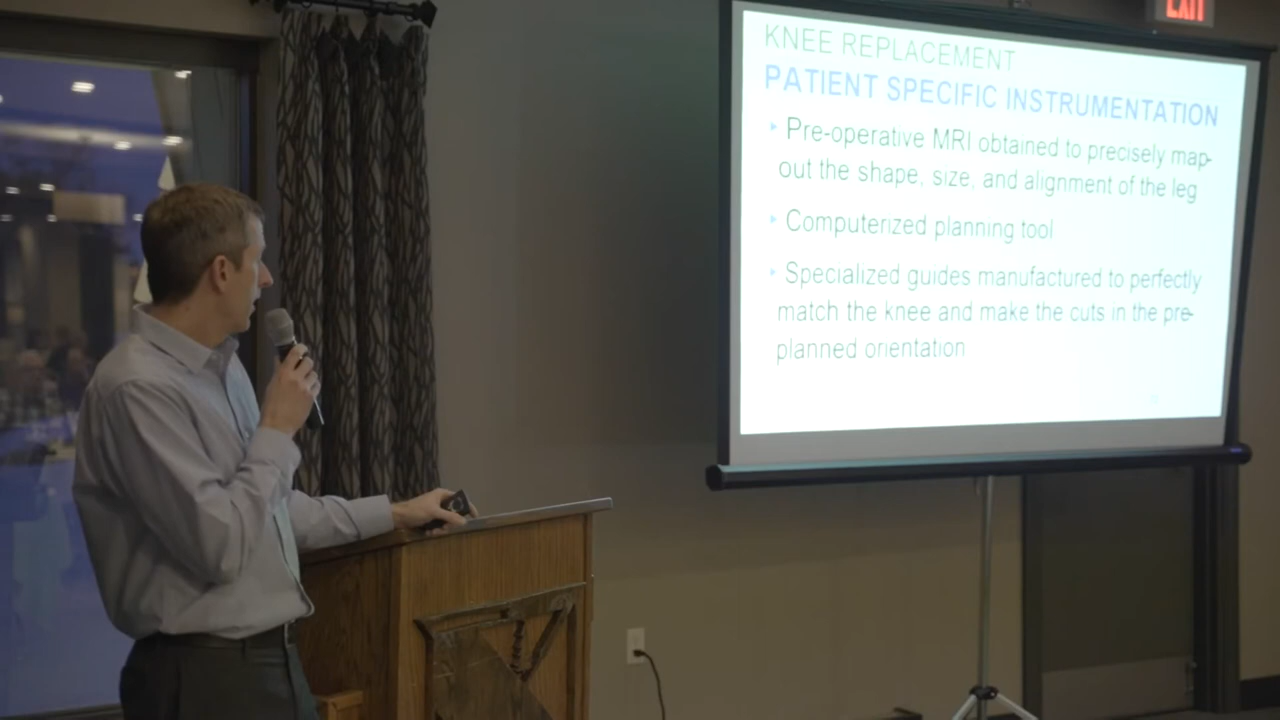 EXIT
KNEE REPLACEMENT
PATIENT SPECIFIC INSTRUMENTATION
Pre-operative MRI obtained to precisely map-
out the shape, size, and alignment of the leg
Computerized planning tool
Specialized guides manufactured to perfectly
match the knee and make the cuts in the pre-
planned orientation